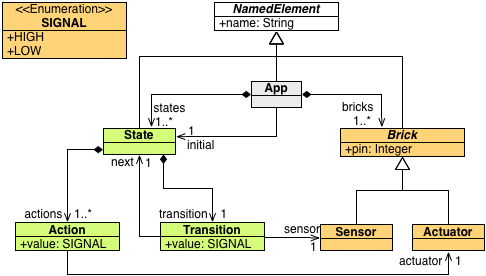 <<Enumeration>>
SIGNAL
+HIGH
+LOW
NamedElement
+name: String
App
states
1..*
bricks
1..*
1
initial
State
Brick
+pin: Integer
next
1
actions
1..*
transition
1
Action
+value: SIGNAL
Transition
+value: SIGNAL
sensor
1
Sensor
Actuator
actuator
1